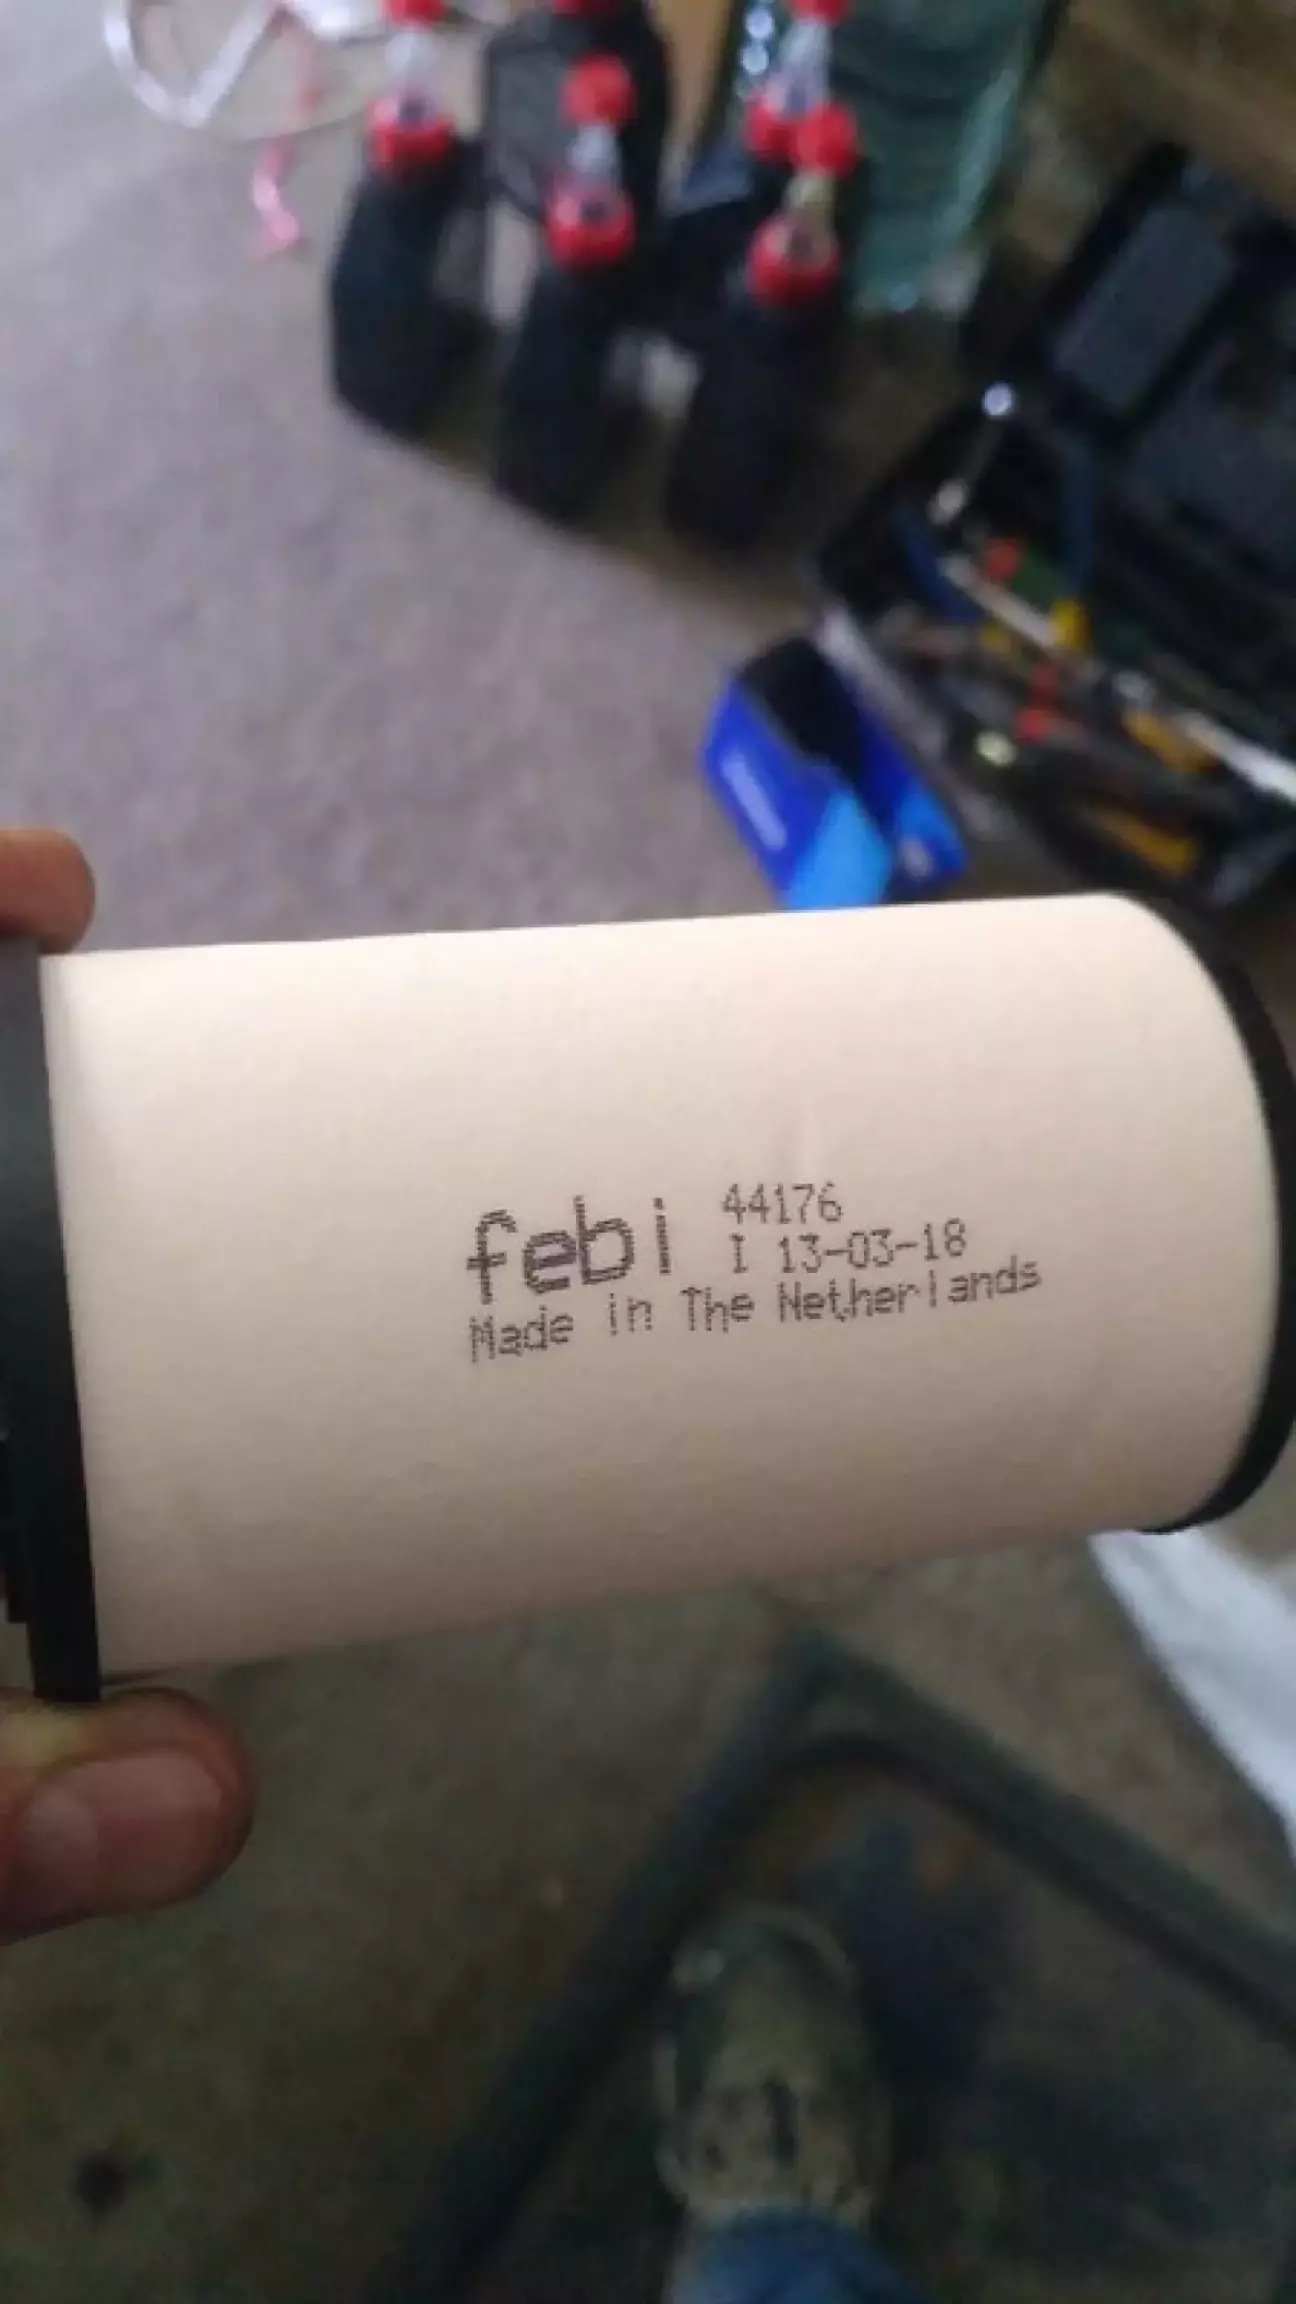 febi 44176
I 13-03-18
Made in The Netherlands